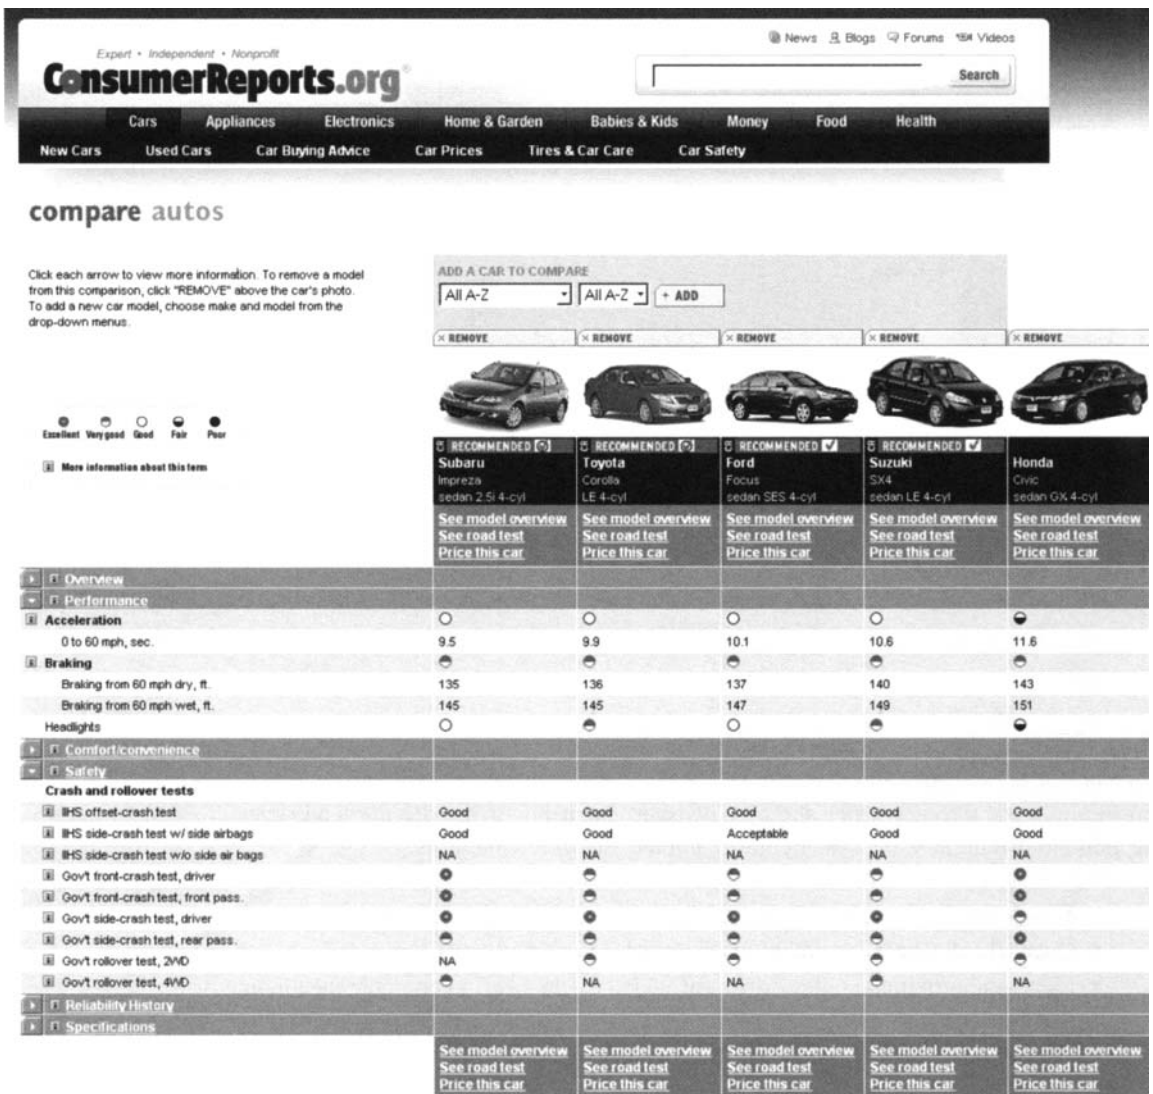 News Blogs Forums Videos
Expert • Independent • Nonprofit
ConsumerReports.org®
Search
Cars Appliances Electronics Home & Garden Babies & Kids Money Food Health
New Cars Used Cars Car Buying Advice Car Prices Tires & Car Care Car Safety
compare autos
Click each arrow to view more information. To remove a model
from this comparison, click "REMOVE" above the car's photo.
To add a new car model, choose make and model from the
drop-down menus.
ADD A CAR TO COMPARE
All A-Z All A-Z + ADD
× REMOVE × REMOVE × REMOVE × REMOVE × REMOVE
Excellent Very good Good Fair Poor
More information about this term
RECOMMENDED RECOMMENDED RECOMMENDED RECOMMENDED
Subaru Toyota Ford Suzuki Honda
Impreza Corolla Focus SX4 Civic
sedan 2.5i 4-cyl LE 4-cyl sedan SES 4-cyl sedan LE 4-cyl sedan GX 4-cyl
See model overview See model overview See model overview See model overview See model overview
See road test See road test See road test See road test See road test
Price this car Price this car Price this car Price this car Price this car
Overview
Performance
Acceleration
0 to 60 mph, sec. 9.5 9.9 10.1 10.6 11.6
Braking
Braking from 60 mph dry, ft. 135 136 137 140 143
Braking from 60 mph wet, ft. 145 145 147 149 151
Headlights
Comfort/convenience
Safety
Crash and rollover tests
IIHS offset-crash test Good Good Good Good Good
IIHS side-crash test w/ side airbags Good Good Acceptable Good Good
IIHS side-crash test w/o side air bags NA NA NA NA NA
Gov't front-crash test, driver
Gov't front-crash test, front pass.
Gov't side-crash test, driver
Gov't side-crash test, rear pass.
Gov't rollover test, 2WD NA
Gov't rollover test, 4WD NA NA NA
Reliability History
Specifications
See model overview See model overview See model overview See model overview See model overview
See road test See road test See road test See road test See road test
Price this car Price this car Price this car Price this car Price this car